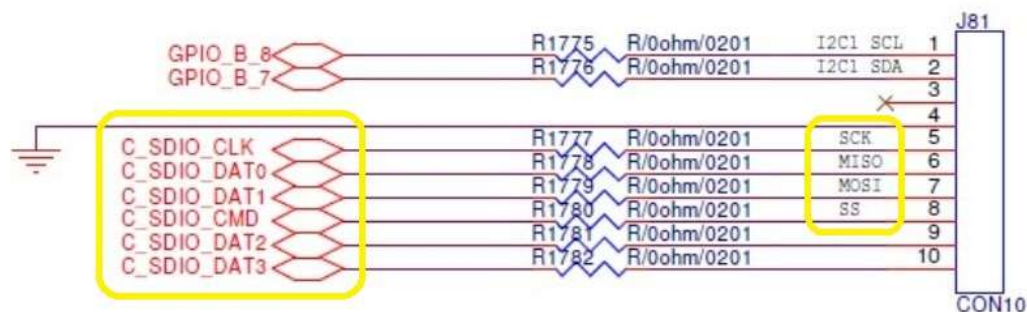 J81
GPIO_B_8 R1775 R/0ohm/0201 I2C1 SCL 1
GPIO_B_7 R1776 R/0ohm/0201 I2C1 SDA 2
3
4
C_SDIO_CLK R1777 R/0ohm/0201 SCK 5
C_SDIO_DAT0 R1778 R/0ohm/0201 MISO 6
C_SDIO_DAT1 R1779 R/0ohm/0201 MOSI 7
C_SDIO_CMD R1780 R/0ohm/0201 SS 8
C_SDIO_DAT2 R1781 R/0ohm/0201 9
C_SDIO_DAT3 R1782 R/0ohm/0201 10
CON10